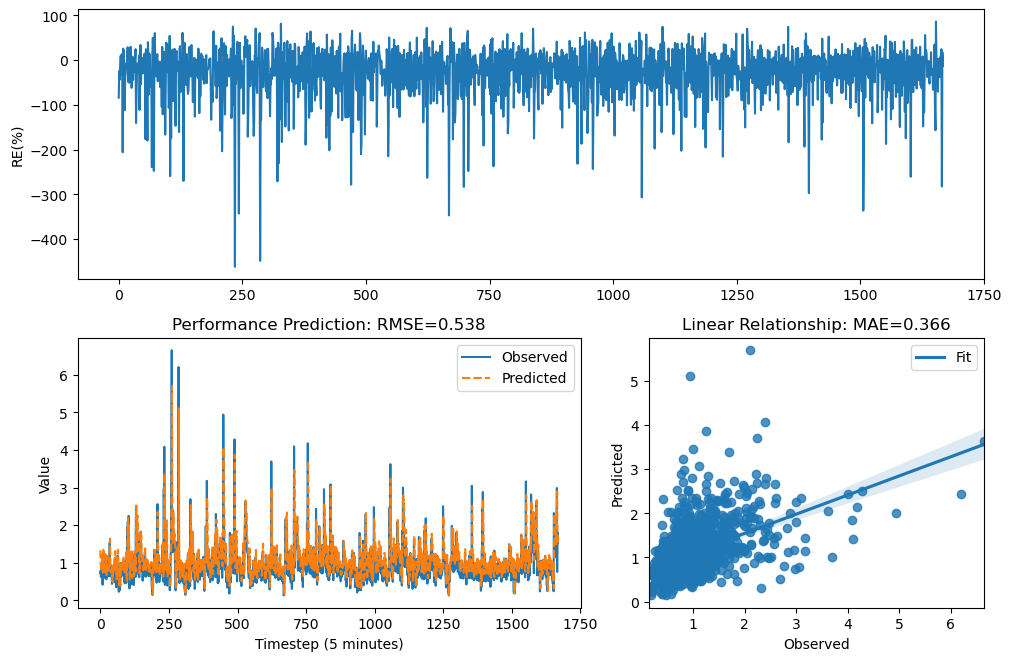 100
0
−100
−200
−300
−400
RE(%)
0 250 500 750 1000 1250 1500 1750
Performance Prediction: RMSE=0.538
Observed
Predicted
6
5
4
3
2
1
0
Value
0 250 500 750 1000 1250 1500 1750
Timestep (5 minutes)
Linear Relationship: MAE=0.366
Fit
5
4
3
2
1
0
Predicted
1 2 3 4 5 6
Observed